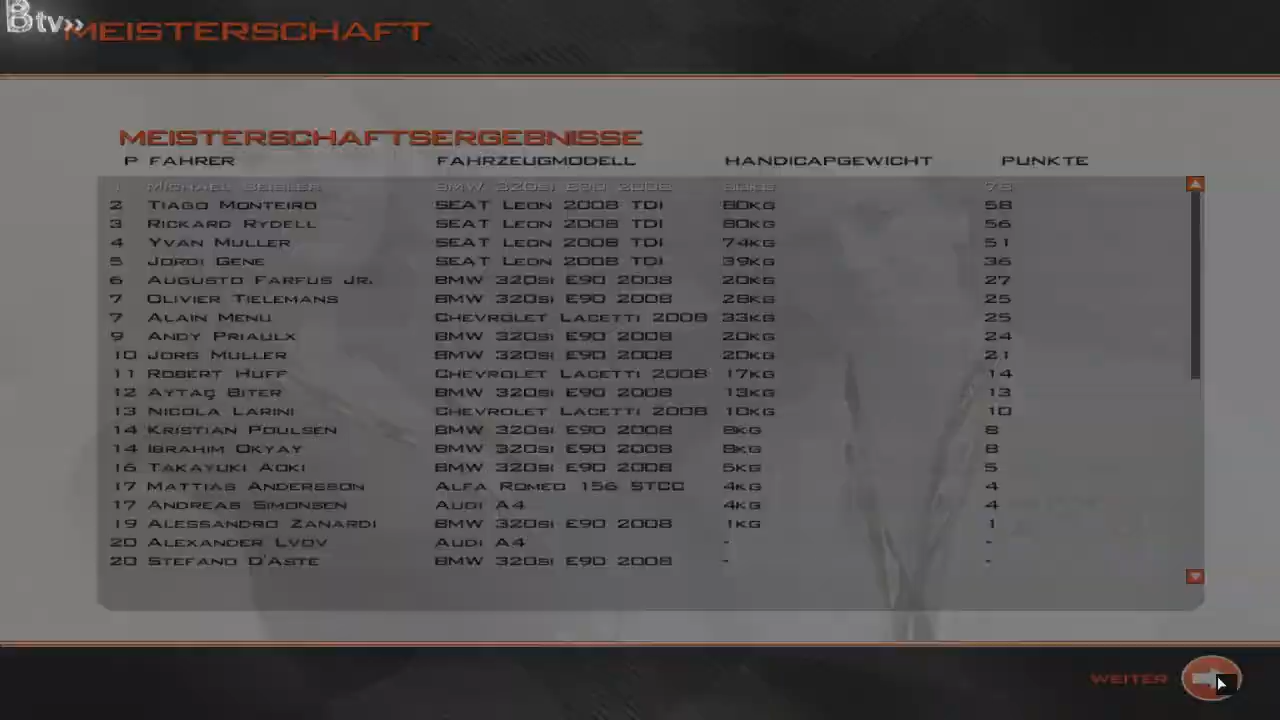 Btv»
MEISTERSCHAFT
MEISTERSCHAFTSERGEBNISSE
P FAHRER FAHRZEUGMODELL HANDICAPGEWICHT PUNKTE
1 MICHAEL BMW 320SI E90 2008 80KG
2 TIAGO MONTEIRO SEAT LEON 2008 TDI 80KG 58
3 RICKARD RYDELL SEAT LEON 2008 TDI 80KG 56
4 YVAN MULLER SEAT LEON 2008 TDI 74KG 51
5 JORDI GENE SEAT LEON 2008 TDI 39KG 36
6 AUGUSTO FARFUS JR. BMW 320SI E90 2008 20KG 27
7 OLIVIER TIELEMANS BMW 320SI E90 2008 28KG 25
7 ALAIN MENU CHEVROLET LACETTI 2008 33KG 25
9 ANDY PRIAULX BMW 320SI E90 2008 20KG 24
10 JORG MULLER BMW 320SI E90 2008 20KG 21
11 ROBERT HUFF CHEVROLET LACETTI 2008 17KG 14
12 AYTAÇ BITER BMW 320SI E90 2008 13KG 13
13 NICOLA LARINI CHEVROLET LACETTI 2008 10KG 10
14 KRISTIAN POULSEN BMW 320SI E90 2008 8KG 8
14 IBRAHIM OKYAY BMW 320SI E90 2008 8KG 8
16 TAKAYUKI AOKI BMW 320SI E90 2008 5KG 5
17 MATTIAS ANDERSSON ALFA ROMEO 156 STCC 4KG 4
17 ANDREAS SIMONSEN AUDI A4 4KG 4
19 ALESSANDRO ZANARDI BMW 320SI E90 2008 1KG 1
20 ALEXANDER LVOV AUDI A4 - -
20 STEFANO D'ASTE BMW 320SI E90 2008 - -
WEITER